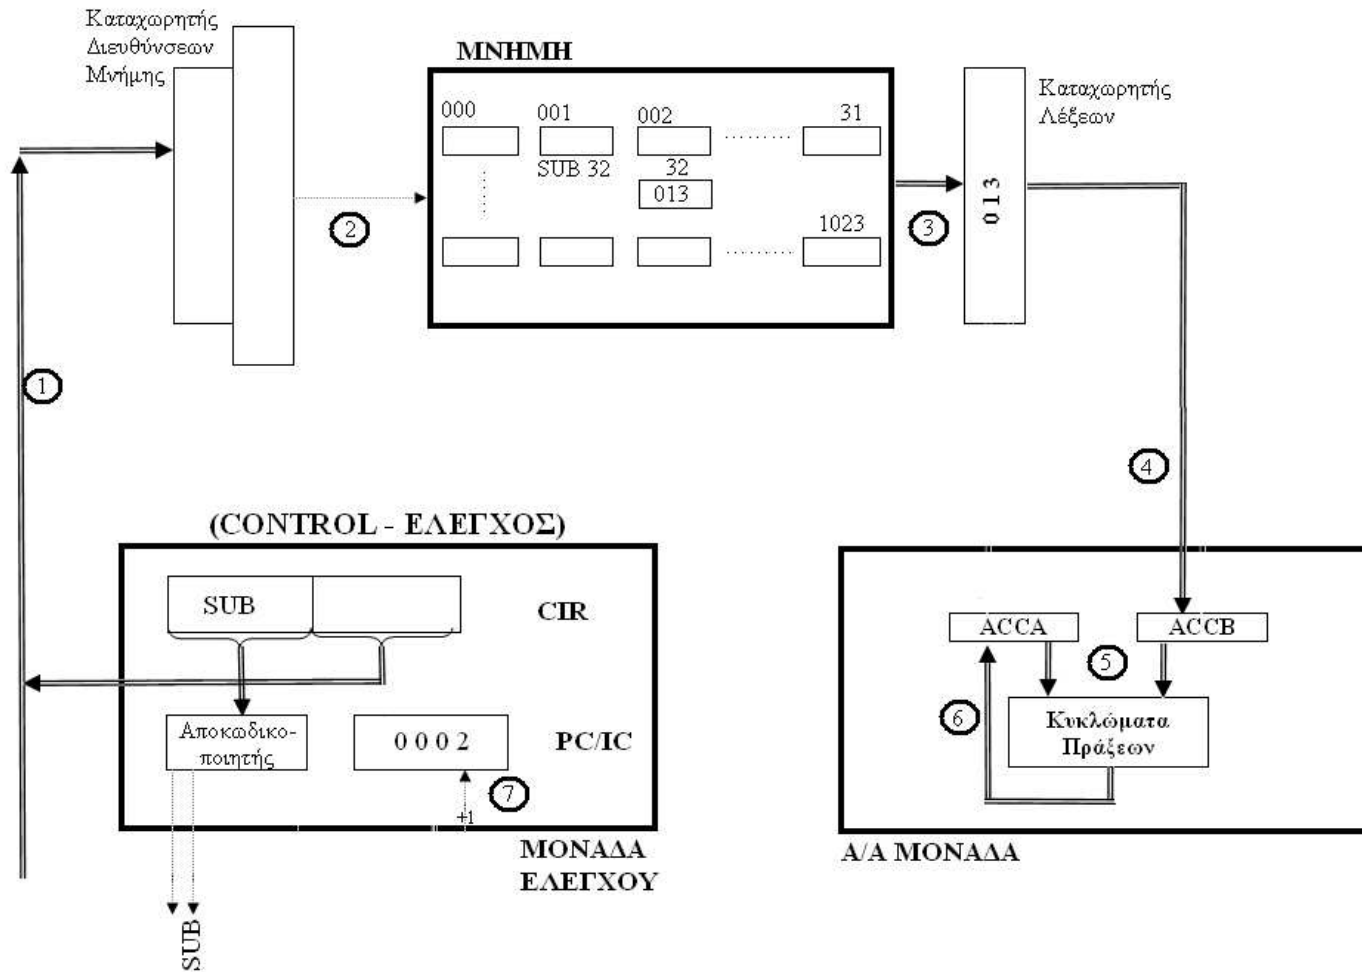 Καταχωρητής
Διευθύνσεων
Μνήμης
ΜΝΗΜΗ
000 001 002 31
SUB 32 32
013
1023
Καταχωρητής
Λέξεων
0 1 3
1
2
3
4
(CONTROL - ΕΛΕΓΧΟΣ)
SUB
CIR
Αποκωδικο-
ποιητής
0 0 0 2
PC/IC
7
+1
ΜΟΝΑΔΑ
ΕΛΕΓΧΟΥ
SUB
ACCA
ACCB
5
6
Κυκλώματα
Πράξεων
Α/Α ΜΟΝΑΔΑ